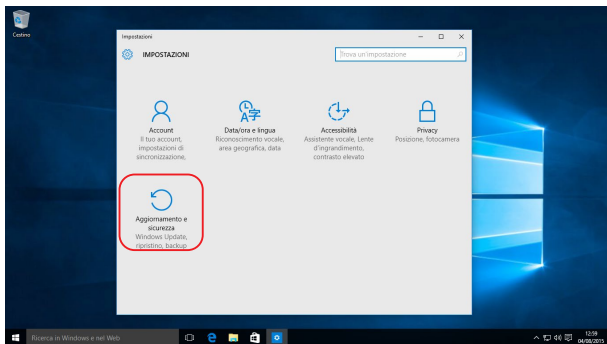 Cestino
Impostazioni
IMPOSTAZIONI
Trova un'impostazione
Account
Il tuo account,
impostazioni di
sincronizzazione,
Data/ora e lingua
Riconoscimento vocale,
area geografica, data
Accessibilità
Assistente vocale, Lente
d'ingrandimento,
contrasto elevato
Privacy
Posizione, fotocamera
Aggiornamento e
sicurezza
Windows Update,
ripristino, backup
Ricerca in Windows e nel Web
12:59
04/08/2015